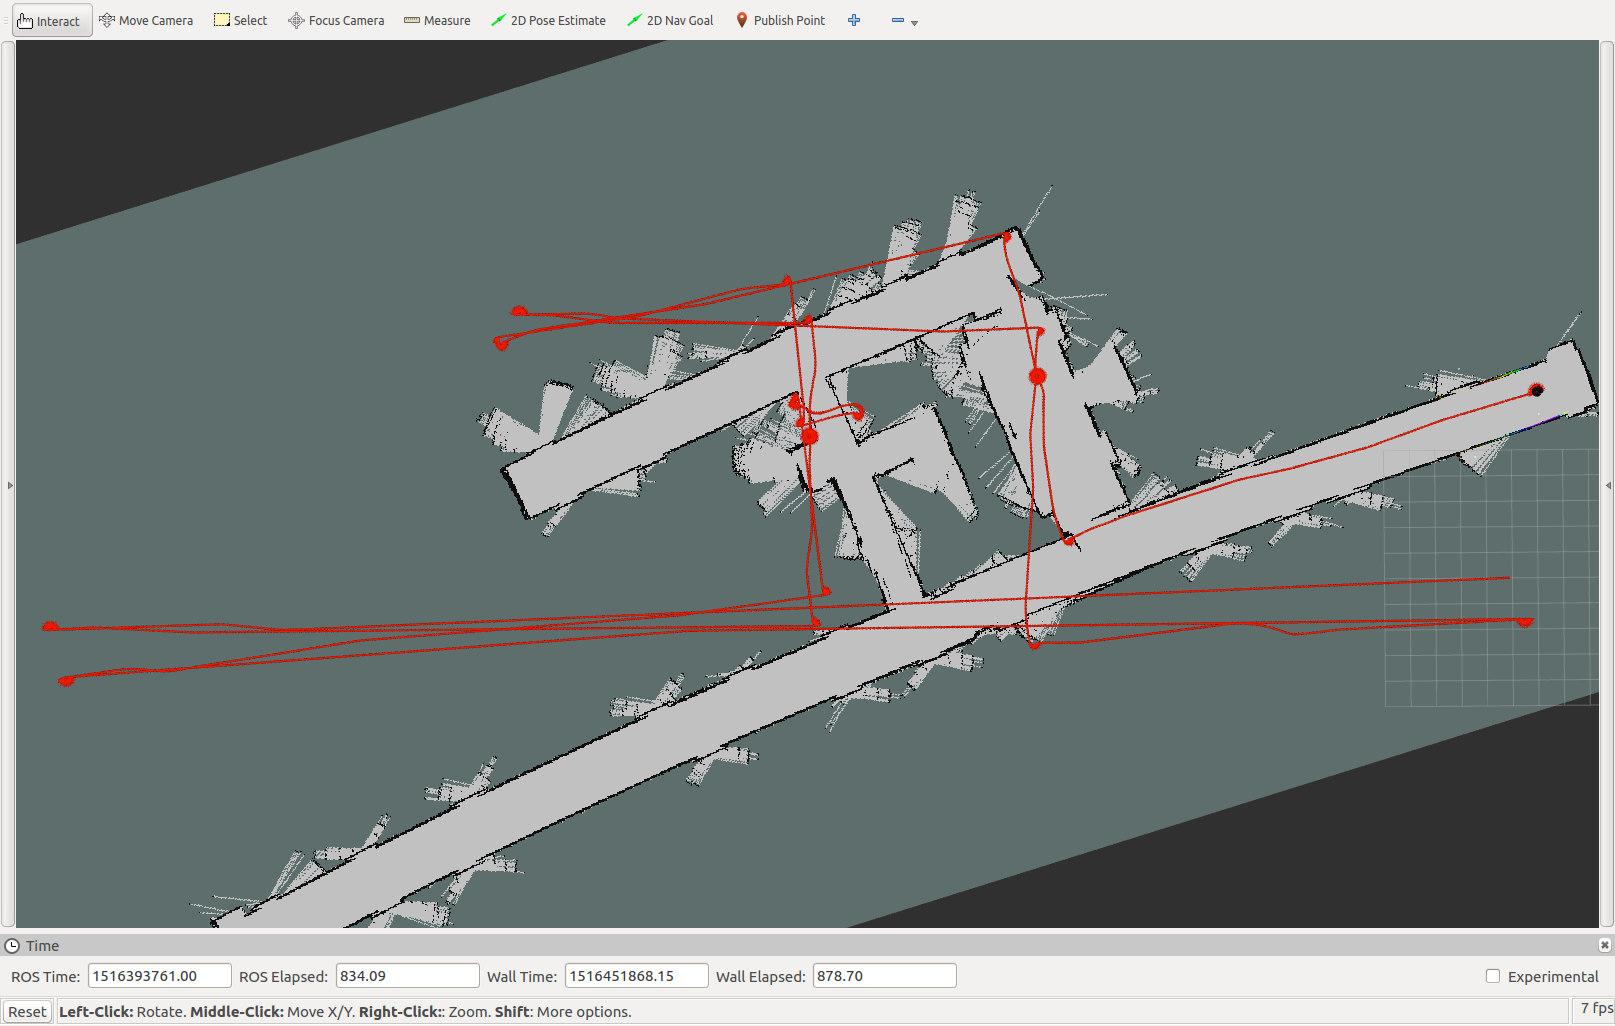 Interact Move Camera Select Focus Camera Measure 2D Pose Estimate 2D Nav Goal Publish Point
Time
ROS Time: 1516393761.00 ROS Elapsed: 834.09 Wall Time: 1516451868.15 Wall Elapsed: 878.70 Experimental
Reset Left-Click: Rotate. Middle-Click: Move X/Y. Right-Click:: Zoom. Shift: More options. 7 fps